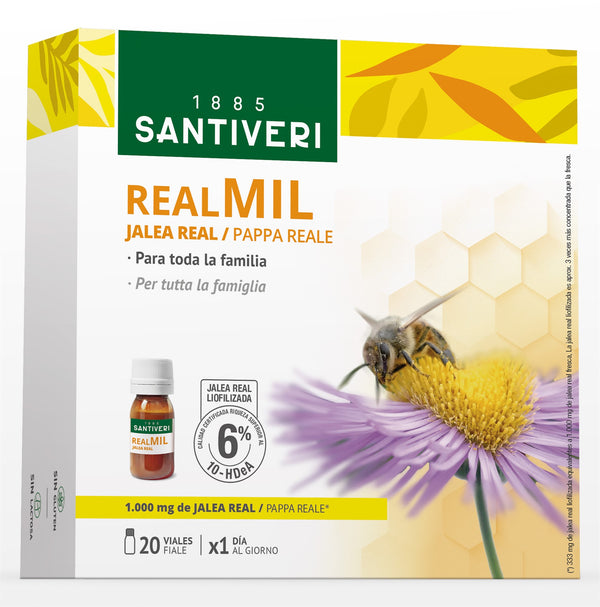 1885
SANTIVERI
REALMIL
JALEA REAL / PAPPA REALE
· Para toda la familia
· Per tutta la famiglia
JALEA REAL
LIOFILIZADA
CALIDAD CERTIFICADA RIQUEZA SUPERIOR AL
6%
10-HDeA
1885
SANTIVERI
REALMIL
JALEA REAL
1.000 mg de JALEA REAL / PAPPA REALE*
20 VIALES x1 DÍA
FIALE AL GIORNO
SIN GLUTEN
SIN LACTOSA
(*) 333 mg de jalea real liofilizada equivalentes a 1.000 mg de jalea real fresca. La jalea real liofilizada es aprox. 3 veces más concentrada que la fresca.